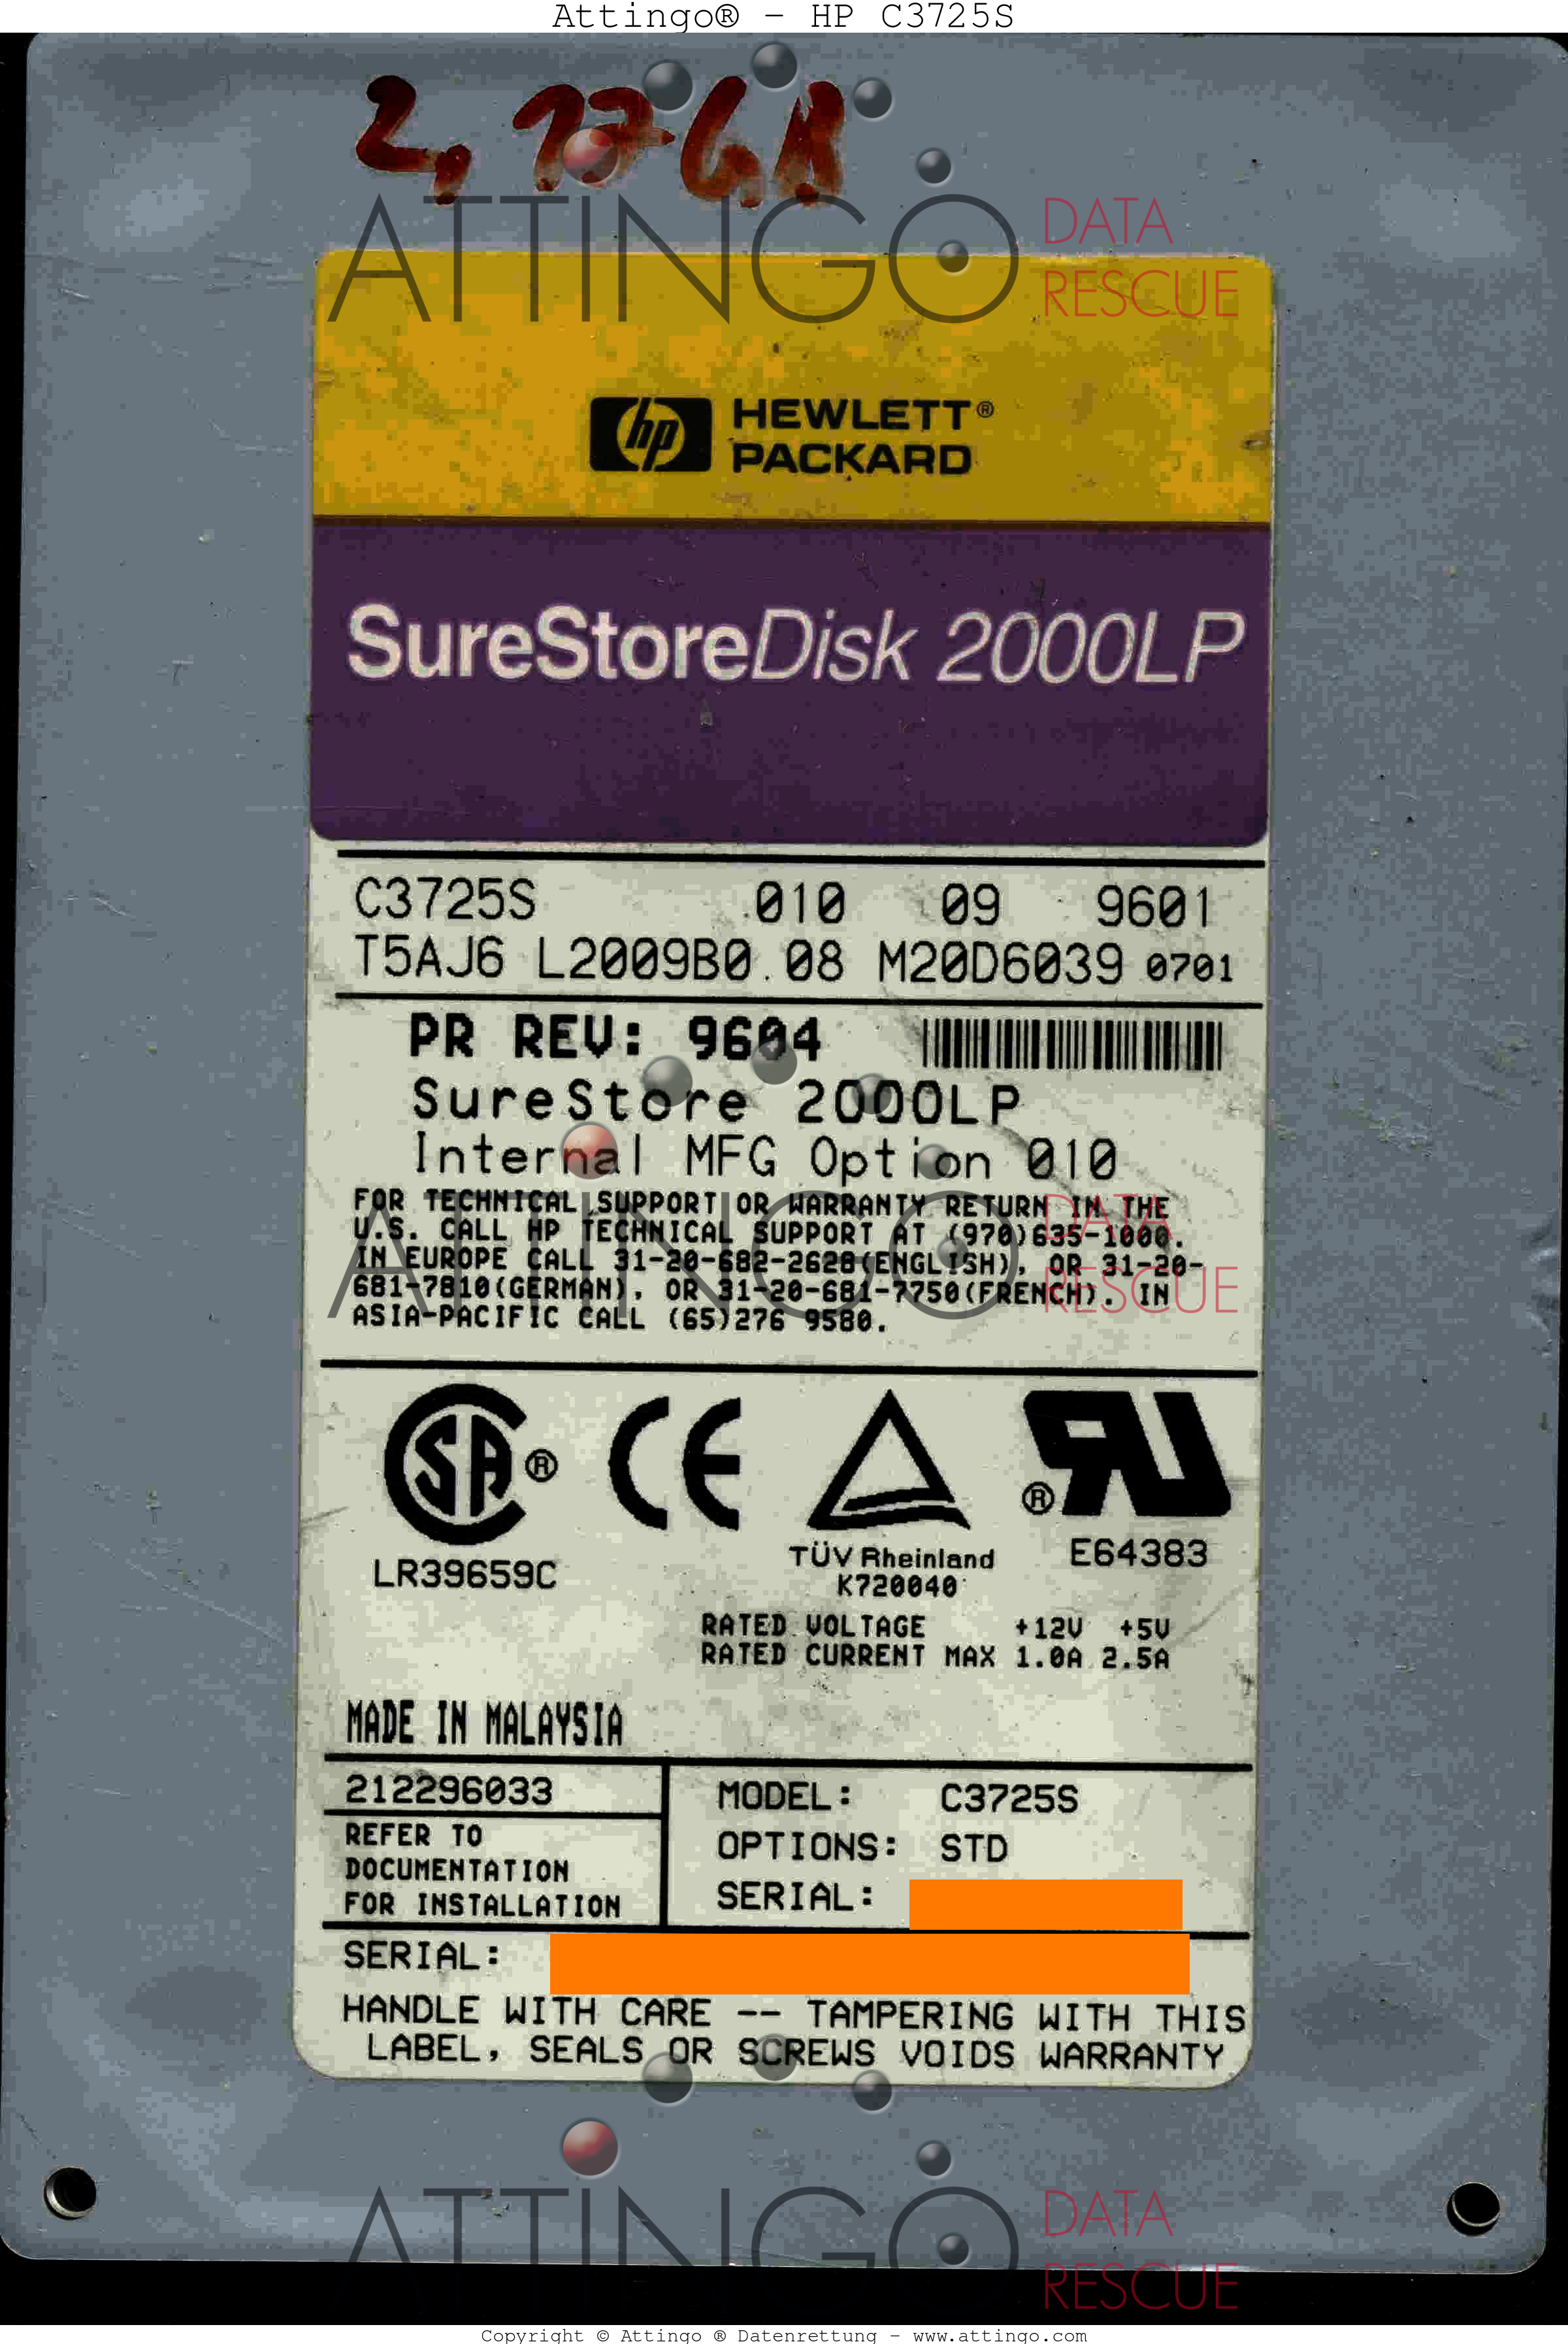 Attingo® - HP C3725S
ATTINGO DATA RESCUE
hp HEWLETT®
PACKARD
SureStoreDisk 2000LP
C3725S 010 09 9601
T5AJ6 L2009B0.08 M20D6039 0701
PR REV: 9604
SureStore 2000LP
Internal MFG Option 010
ATTINGO DATA RESCUE
FOR TECHNICAL SUPPORT OR WARRANTY RETURN IN THE
U.S. CALL HP TECHNICAL SUPPORT AT (970)635-1000.
IN EUROPE CALL 31-20-682-2628(ENGLISH), OR 31-20-
681-7810(GERMAN), OR 31-20-681-7750(FRENCH). IN
ASIA-PACIFIC CALL (65)276 9580.
SA ® CE ® UR
LR39659C
TÜV Rheinland
K720040
E64383
RATED VOLTAGE +12V +5V
RATED CURRENT MAX 1.0A 2.5A
MADE IN MALAYSIA
212296033
REFER TO
DOCUMENTATION
FOR INSTALLATION
MODEL: C3725S
OPTIONS: STD
SERIAL:
SERIAL:
HANDLE WITH CARE -- TAMPERING WITH THIS
LABEL, SEALS OR SCREWS VOIDS WARRANTY
ATTINGO DATA RESCUE
Copyright © Attingo ® Datenrettung - www.attingo.com